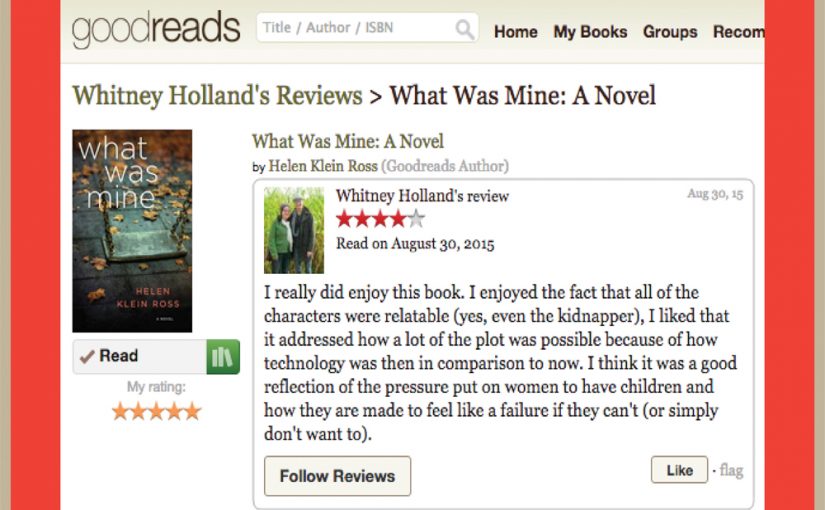 goodreads
Title / Author / ISBN
Home My Books Groups Recom
Whitney Holland's Reviews > What Was Mine: A Novel
what
was
mine
HELEN
KLEIN ROSS
A NOVEL
Read
My rating:
What Was Mine: A Novel
by Helen Klein Ross (Goodreads Author)
Whitney Holland's review
Aug 30, 15
Read on August 30, 2015
I really did enjoy this book. I enjoyed the fact that all of the
characters were relatable (yes, even the kidnapper), I liked that
it addressed how a lot of the plot was possible because of how
technology was then in comparison to now. I think it was a good
reflection of the pressure put on women to have children and
how they are made to feel like a failure if they can't (or simply
don't want to).
Follow Reviews
Like · flag